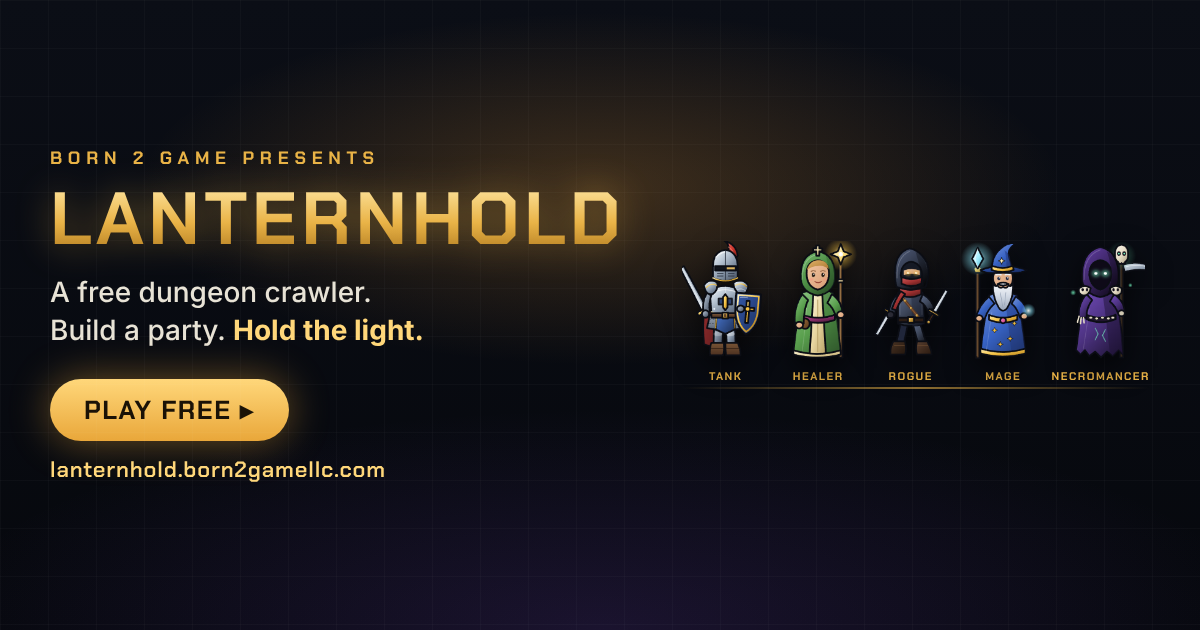 BORN 2 GAME PRESENTS
LANTERNHOLD
A free dungeon crawler.
Build a party. Hold the light.
PLAY FREE ▸
lanternhold.born2gamellc.com
TANK HEALER ROGUE MAGE NECROMANCER